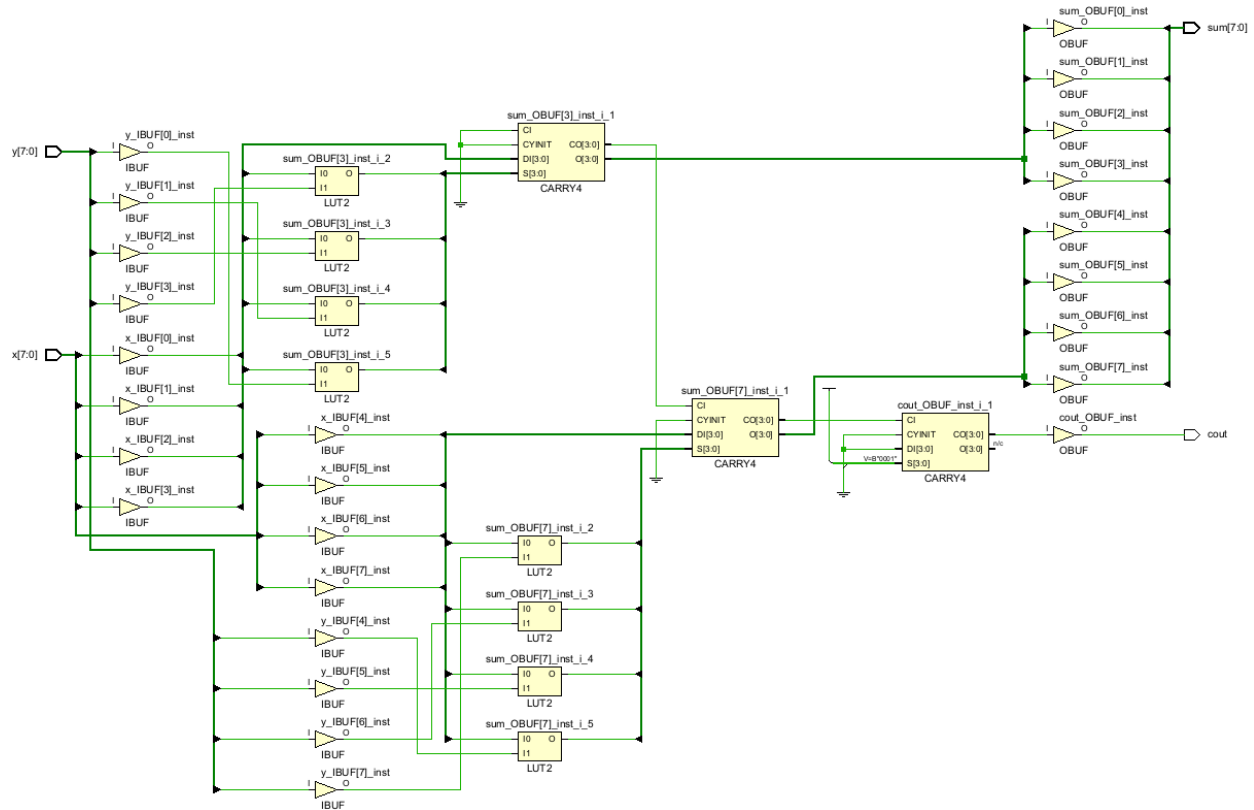 y[7:0]
x[7:0]
y_IBUF[0]_inst
I
O
IBUF
y_IBUF[1]_inst
I
O
IBUF
y_IBUF[2]_inst
I
O
IBUF
y_IBUF[3]_inst
I
O
IBUF
x_IBUF[0]_inst
I
O
IBUF
x_IBUF[1]_inst
I
O
IBUF
x_IBUF[2]_inst
I
O
IBUF
x_IBUF[3]_inst
I
O
IBUF
sum_OBUF[3]_inst_i_2
I0
O
I1
LUT2
sum_OBUF[3]_inst_i_3
I0
O
I1
LUT2
sum_OBUF[3]_inst_i_4
I0
O
I1
LUT2
sum_OBUF[3]_inst_i_5
I0
O
I1
LUT2
x_IBUF[4]_inst
I
O
IBUF
x_IBUF[5]_inst
I
O
IBUF
x_IBUF[6]_inst
I
O
IBUF
x_IBUF[7]_inst
I
O
IBUF
y_IBUF[4]_inst
I
O
IBUF
y_IBUF[5]_inst
I
O
IBUF
y_IBUF[6]_inst
I
O
IBUF
y_IBUF[7]_inst
I
O
IBUF
sum_OBUF[3]_inst_i_1
CI
CYINIT
CO[3:0]
DI[3:0]
O[3:0]
S[3:0]
CARRY4
sum_OBUF[7]_inst_i_2
I0
O
I1
LUT2
sum_OBUF[7]_inst_i_3
I0
O
I1
LUT2
sum_OBUF[7]_inst_i_4
I0
O
I1
LUT2
sum_OBUF[7]_inst_i_5
I0
O
I1
LUT2
sum_OBUF[7]_inst_i_1
CI
CYINIT
CO[3:0]
DI[3:0]
O[3:0]
S[3:0]
CARRY4
cout_OBUF_inst_i_1
CI
CYINIT
CO[3:0]
DI[3:0]
O[3:0]
n/c
V=B"0001"
S[3:0]
CARRY4
sum_OBUF[0]_inst
I
O
OBUF
sum_OBUF[1]_inst
I
O
OBUF
sum_OBUF[2]_inst
I
O
OBUF
sum_OBUF[3]_inst
I
O
OBUF
sum_OBUF[4]_inst
I
O
OBUF
sum_OBUF[5]_inst
I
O
OBUF
sum_OBUF[6]_inst
I
O
OBUF
sum_OBUF[7]_inst
I
O
OBUF
cout_OBUF_inst
I
O
OBUF
sum[7:0]
cout